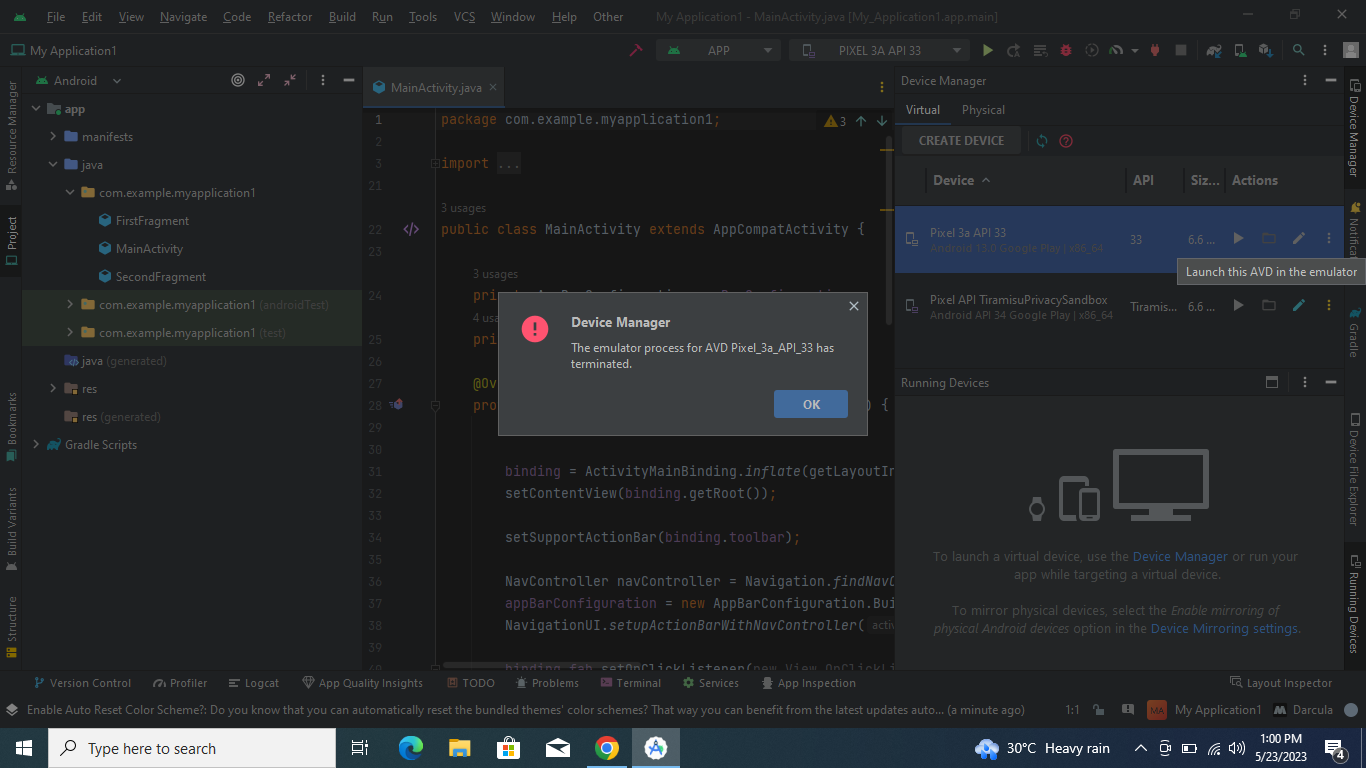 File Edit View Navigate Code Refactor Build Run Tools VCS Window Help Other My Application1 - MainActivity.java [My_Application1.app.main]
My Application1 APP PIXEL 3A API 33
Resource Manager
Project
Bookmarks
Build Variants
Structure
Android
app
manifests
java
com.example.myapplication1
FirstFragment
MainActivity
SecondFragment
com.example.myapplication1 (androidTest)
com.example.myapplication1 (test)
java (generated)
res
res (generated)
Gradle Scripts
MainActivity.java
1 package com.example.myapplication1; 3
2
3 import ...
21
3 usages
22 public class MainActivity extends AppCompatActivity {
23
3 usages
24
4 usa
25 pri
26
27 @Ov
28 pro ) {
29
30
31 binding = ActivityMainBinding.inflate(getLayoutIn
32 setContentView(binding.getRoot());
33
34 setSupportActionBar(binding.toolbar);
35
36 NavController navController = Navigation.findNavC
37 appBarConfiguration = new AppBarConfiguration.Bui
38 NavigationUI.setupActionBarWithNavController( activ
39
40 binding.fab.setOnClickListener(new View.OnClickLi
Device Manager
The emulator process for AVD Pixel_3a_API_33 has
terminated.
OK
Device Manager
Virtual Physical
CREATE DEVICE
Device API Siz... Actions
Pixel 3a API 33 33 6.6 ...
Android 13.0 Google Play | x86_64
Launch this AVD in the emulator
Pixel API TiramisuPrivacySandbox Tiramis... 6.6 ...
Android API 34 Google Play | x86_64
Running Devices
To launch a virtual device, use the Device Manager or run your
app while targeting a virtual device.
To mirror physical devices, select the Enable mirroring of
physical Android devices option in the Device Mirroring settings.
Device Manager
Notificat
Gradle
Device File Explorer
Running Devices
Version Control Profiler Logcat App Quality Insights TODO Problems Terminal Services App Inspection Layout Inspector
Enable Auto Reset Color Scheme?: Do you know that you can automatically reset the bundled themes' color schemes? That way you can benefit from the latest updates auto... (a minute ago) 1:1 MA My Application1 Darcula
Type here to search 30°C Heavy rain 1:00 PM
5/23/2023
4